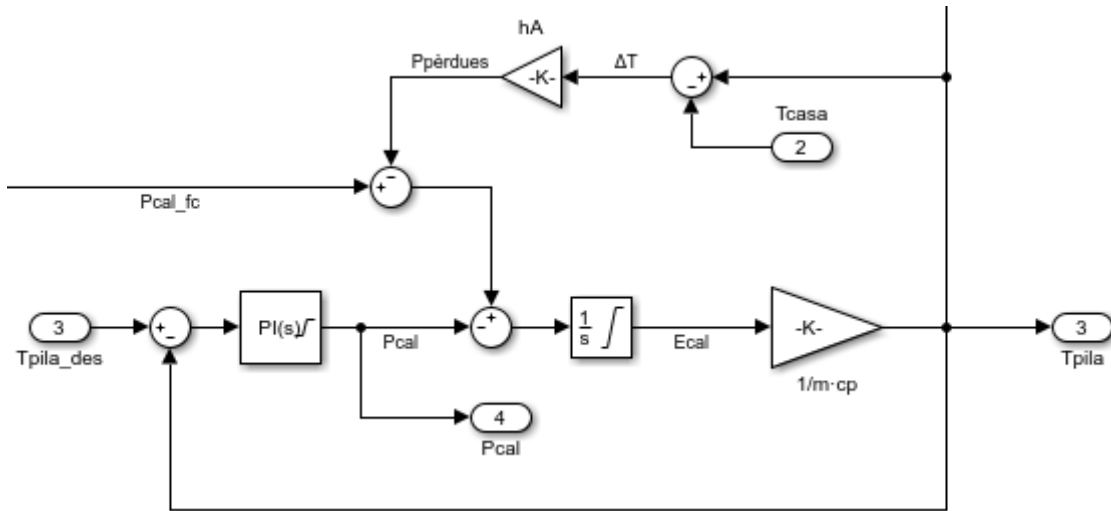 hA
Ppèrdues
-K-
ΔT
- +
Tcasa
2
+ -
Pcal_fc
3
Tpila_des
+ -
PI(s)
Pcal
4
Pcal
- +
1
s
Ecal
-K-
1/m·cp
3
Tpila